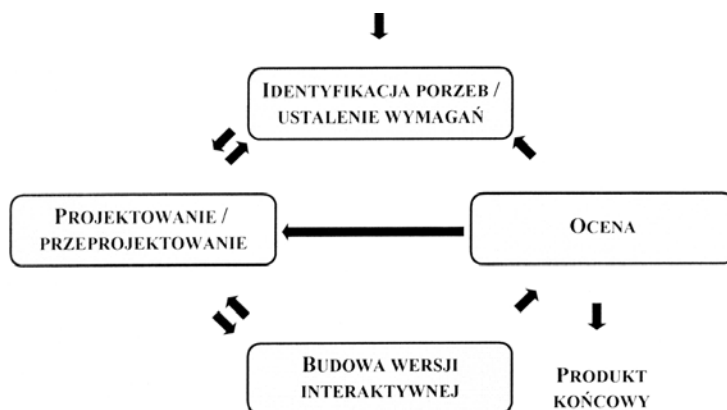 IDENTYFIKACJA PORZEB /
USTALENIE WYMAGAŃ
PROJEKTOWANIE /
PRZEPROJEKTOWANIE
OCENA
BUDOWA WERSJI
INTERAKTYWNEJ
PRODUKT
KOŃCOWY